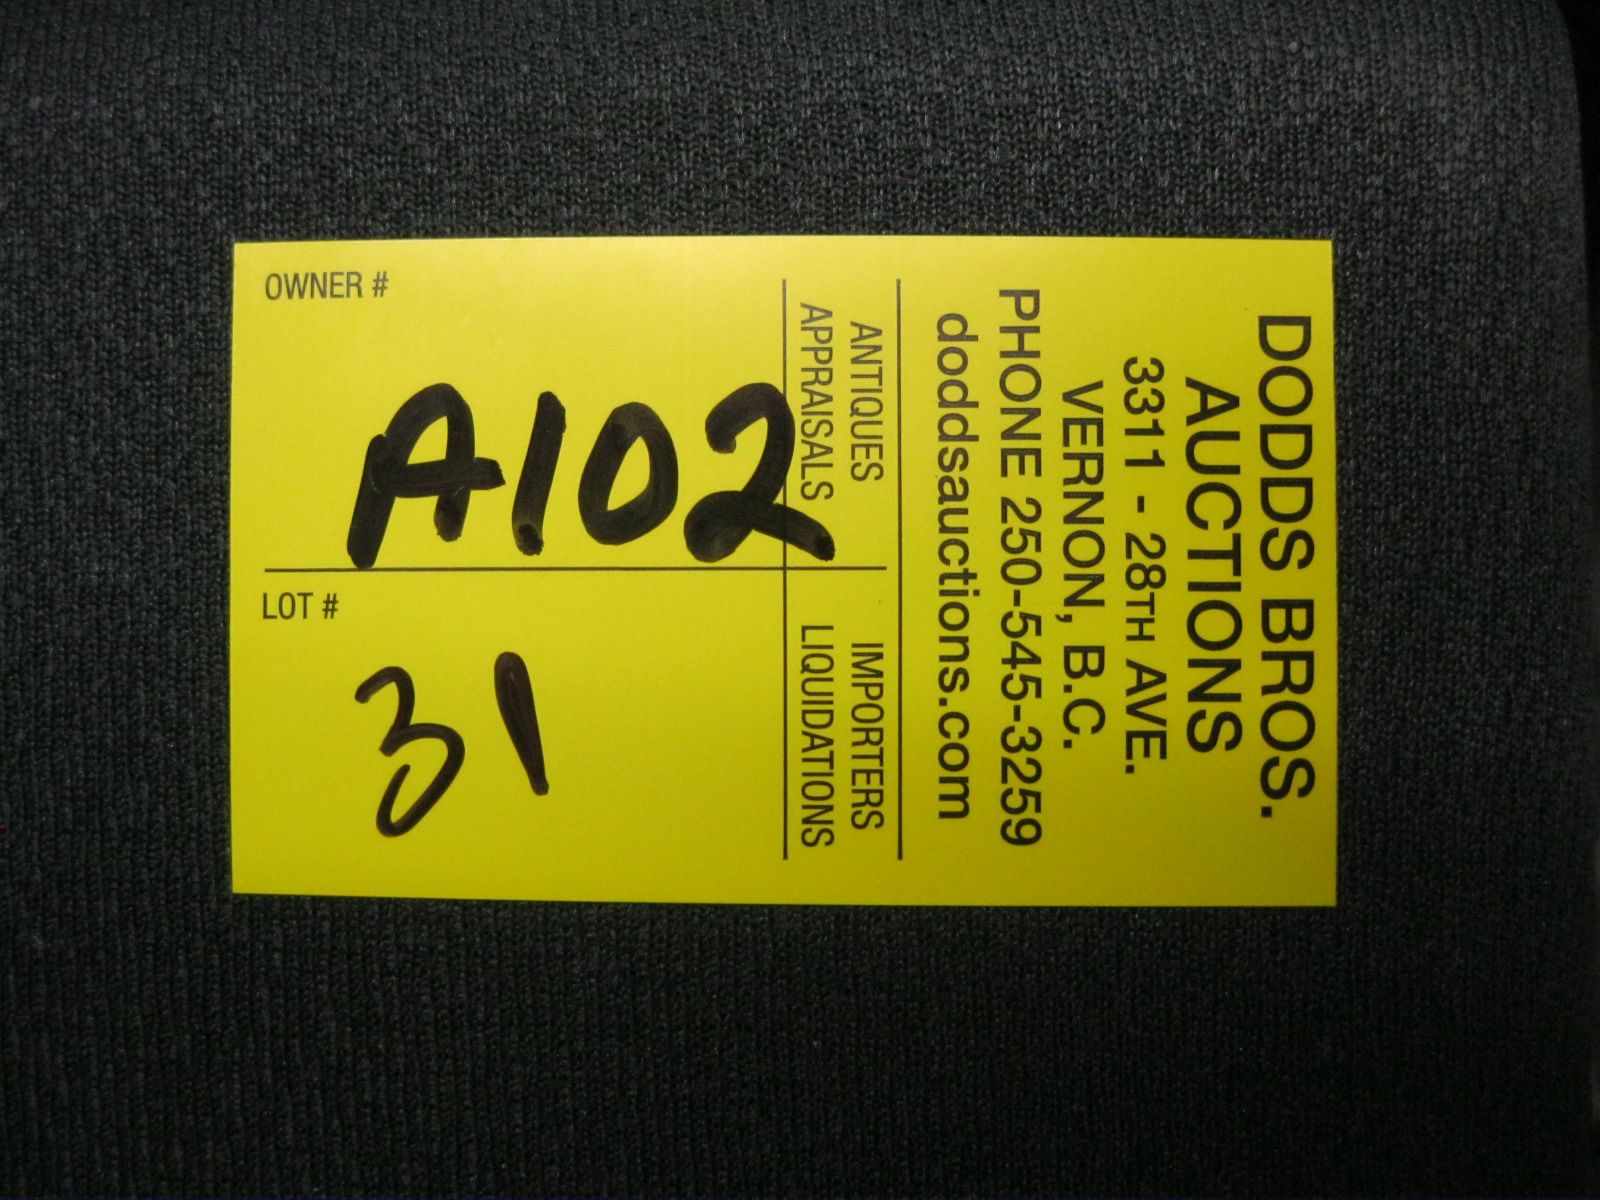 DODDS BROS.
AUCTIONS
3311 - 28TH AVE.
VERNON, B.C.
PHONE 250-545-3259
doddsauctions.com
ANTIQUES
APPRAISALS
IMPORTERS
LIQUIDATIONS
OWNER #
A102
LOT #
31